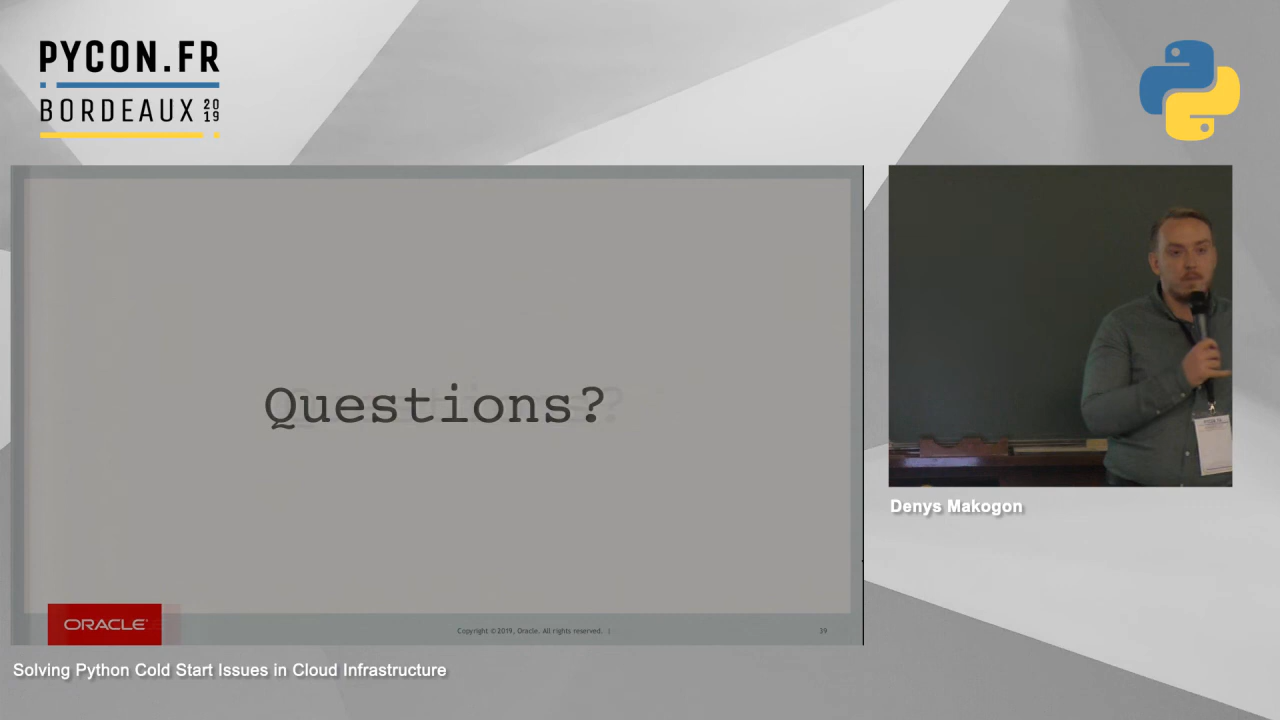 PYCON.FR
BORDEAUX 2019
Questions?
ORACLE
Copyright © 2019, Oracle. All rights reserved. |
29
Denys Makogon
Solving Python Cold Start Issues in Cloud Infrastructure